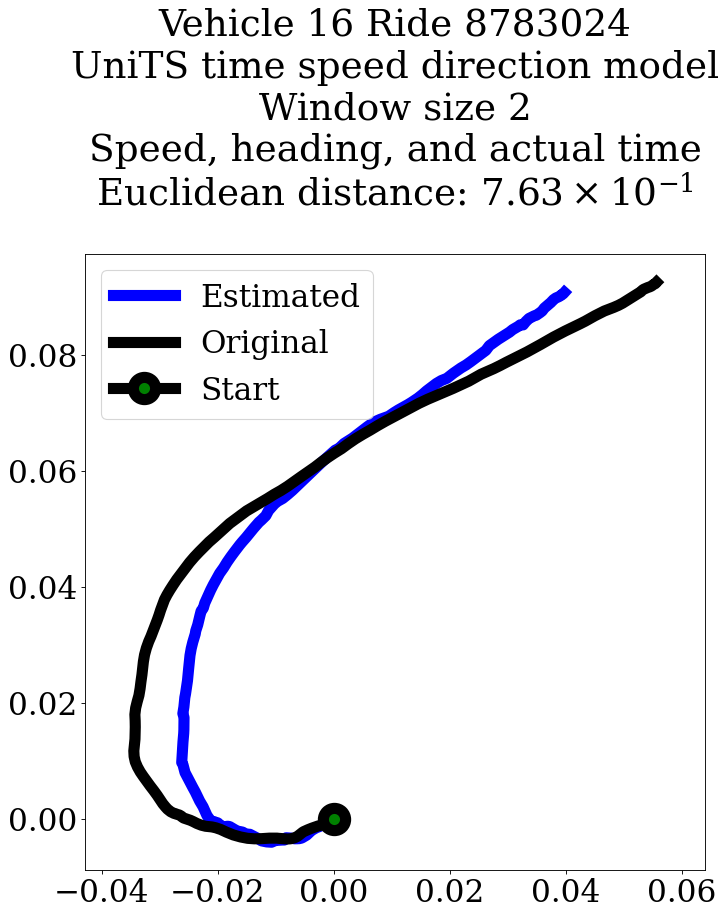 Vehicle 16 Ride 8783024
UniTS time speed direction model
Window size 2
Speed, heading, and actual time
Euclidean distance: 7.63 × 10⁻¹
Estimated
Original
Start
0.08
0.06
0.04
0.02
0.00
−0.04 −0.02 0.00 0.02 0.04 0.06